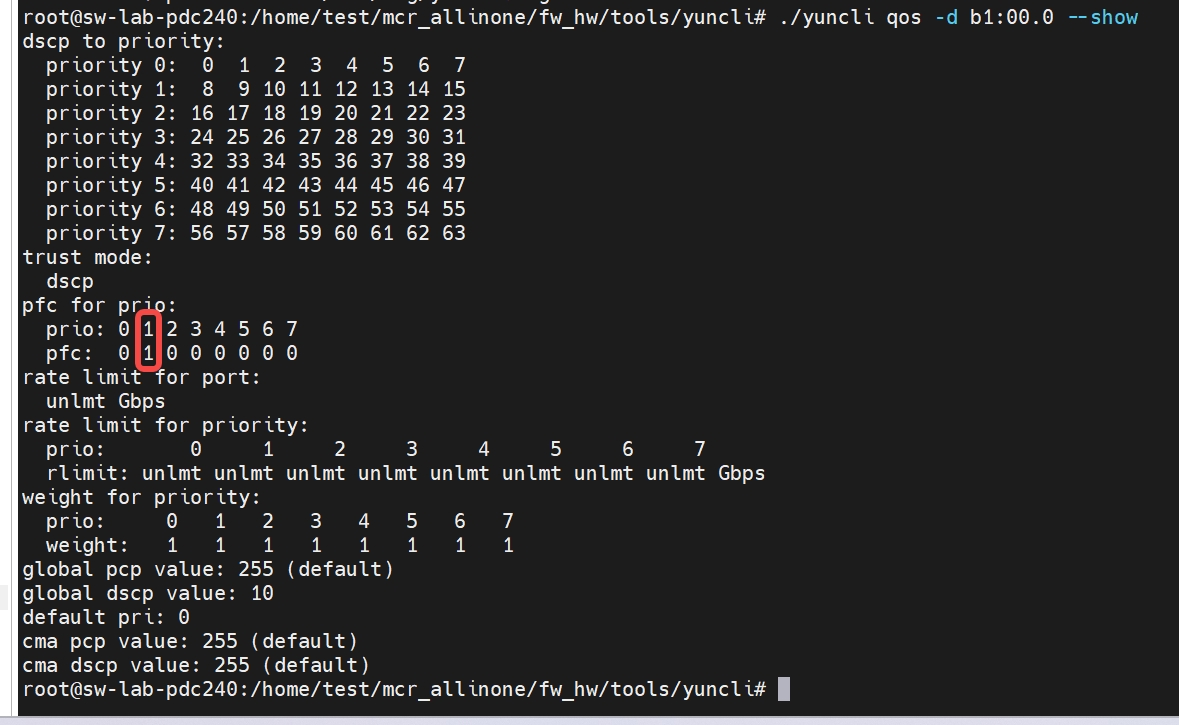 root@sw-lab-pdc240:/home/test/mcr_allinone/fw_hw/tools/yuncli# ./yuncli qos -d b1:00.0 --show
dscp to priority:
  priority 0:  0  1  2  3  4  5  6  7
  priority 1:  8  9 10 11 12 13 14 15
  priority 2: 16 17 18 19 20 21 22 23
  priority 3: 24 25 26 27 28 29 30 31
  priority 4: 32 33 34 35 36 37 38 39
  priority 5: 40 41 42 43 44 45 46 47
  priority 6: 48 49 50 51 52 53 54 55
  priority 7: 56 57 58 59 60 61 62 63
trust mode:
  dscp
pfc for prio:
  prio: 0 1 2 3 4 5 6 7
  pfc:  0 1 0 0 0 0 0 0
rate limit for port:
  unlmt Gbps
rate limit for priority:
  prio:       0     1     2     3     4     5     6     7
  rlimit: unlmt unlmt unlmt unlmt unlmt unlmt unlmt unlmt Gbps
weight for priority:
  prio:     0   1   2   3   4   5   6   7
  weight:   1   1   1   1   1   1   1   1
global pcp value: 255 (default)
global dscp value: 10
default pri: 0
cma pcp value: 255 (default)
cma dscp value: 255 (default)
root@sw-lab-pdc240:/home/test/mcr_allinone/fw_hw/tools/yuncli#